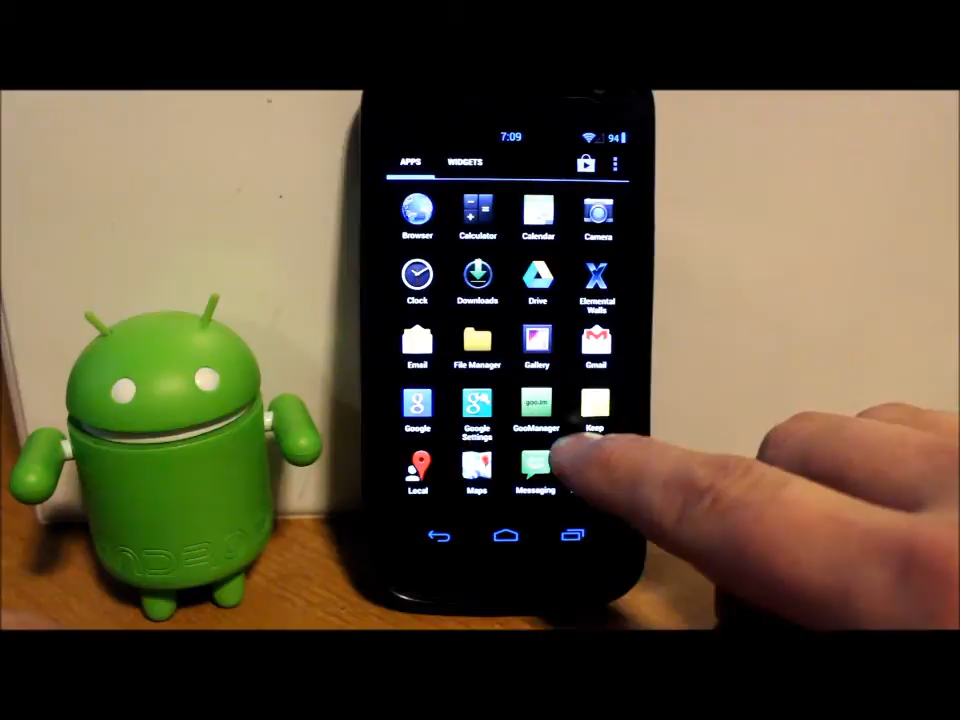 7:09 94
APPS WIDGETS
Browser Calculator Calendar Camera
Clock Downloads Drive Elemental
Walls
Email File Manager Gallery Gmail
g g goo.im
Google Google GooManager Keep
Settings
Local Maps Messaging
ANDROID